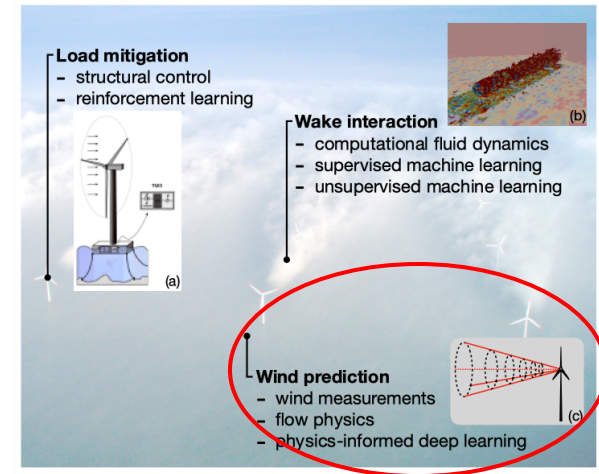 Load mitigation
- structural control
- reinforcement learning
(a)
Wake interaction
- computational fluid dynamics
- supervised machine learning
- unsupervised machine learning
(b)
Wind prediction
- wind measurements
- flow physics
- physics-informed deep learning
(c)